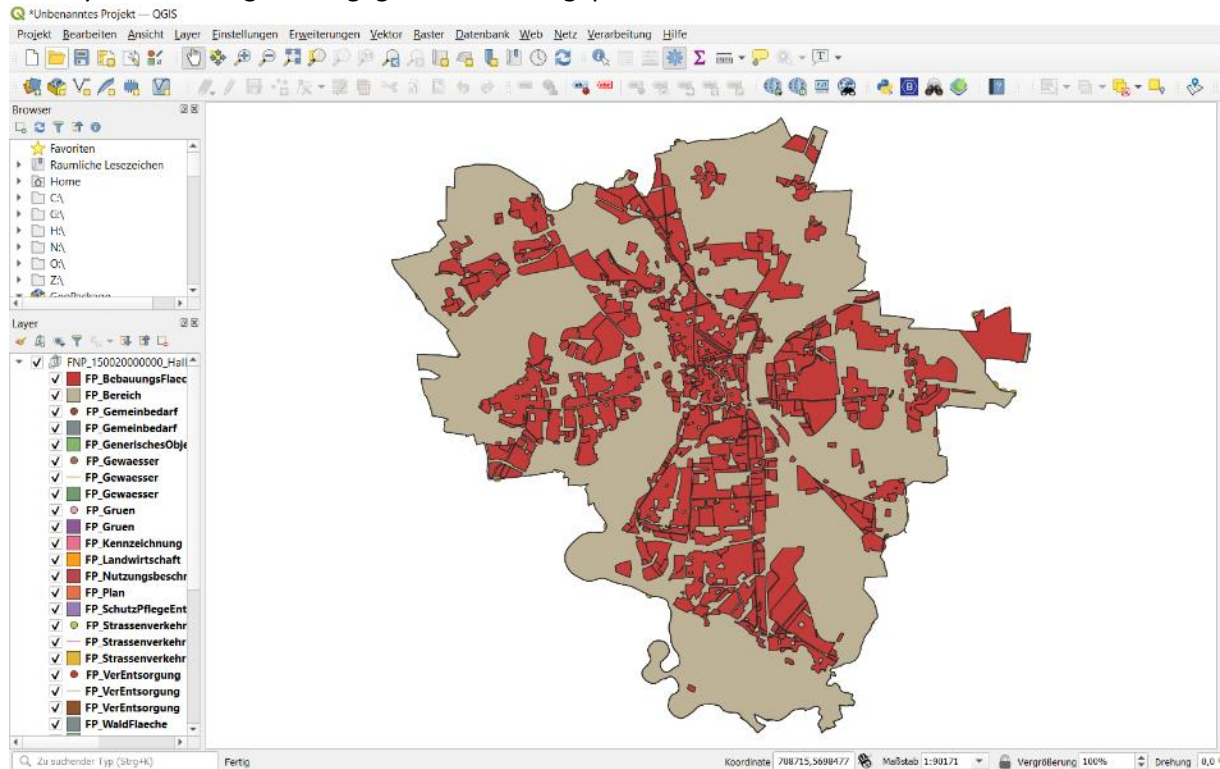 *Unbenanntes Projekt — QGIS
Projekt Bearbeiten Ansicht Layer Einstellungen Erweiterungen Vektor Raster Datenbank Web Netz Verarbeitung Hilfe
Browser
Favoriten
Räumliche Lesezeichen
Home
C:\
G:\
H:\
N:\
O:\
Z:\
GeoPackage
Layer
FNP_150020000000_Hall
FP_BebauungsFlaec
FP_Bereich
FP_Gemeinbedarf
FP_Gemeinbedarf
FP_GenerischesObje
FP_Gewaesser
FP_Gewaesser
FP_Gewaesser
FP_Gruen
FP_Gruen
FP_Kennzeichnung
FP_Landwirtschaft
FP_Nutzungsbeschr
FP_Plan
FP_SchutzPflegeEnt
FP_Strassenverkehr
FP_Strassenverkehr
FP_Strassenverkehr
FP_VerEntsorgung
FP_VerEntsorgung
FP_VerEntsorgung
FP_WaldFlaeche
Zu suchender Typ (Strg+K) Fertig Koordinate 708715,5698477 Maßstab 1:90171 Vergrößerung 100% Drehung 0,0